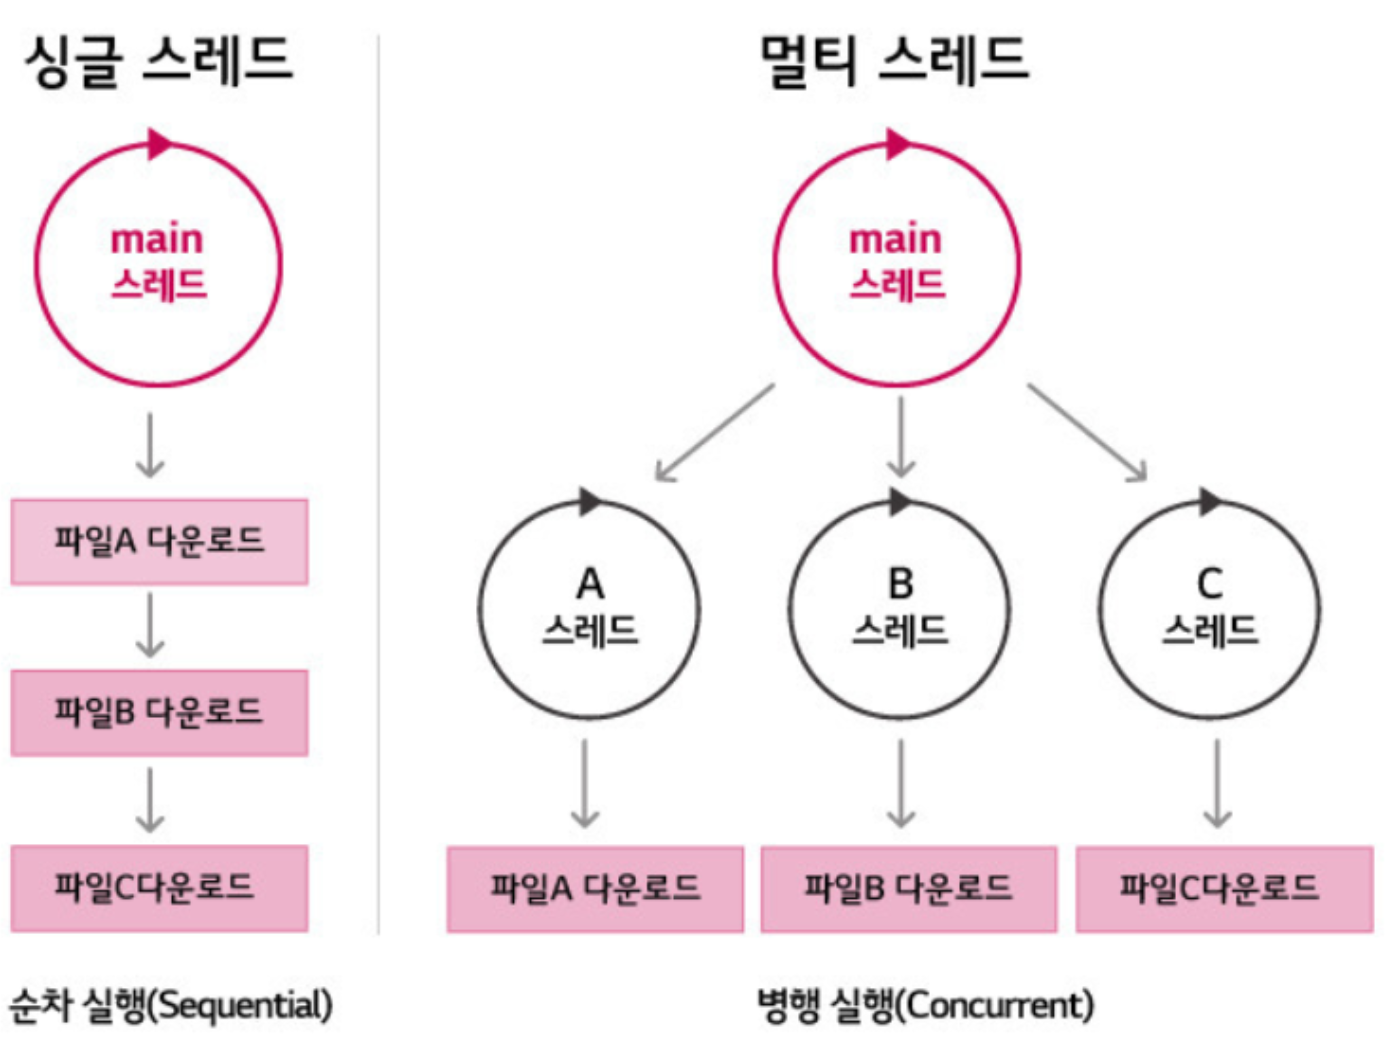 싱글 스레드
main
스레드
파일A 다운로드
파일B 다운로드
파일C다운로드
순차 실행(Sequential)
멀티 스레드
main
스레드
A
스레드
B
스레드
C
스레드
파일A 다운로드
파일B 다운로드
파일C다운로드
병행 실행(Concurrent)